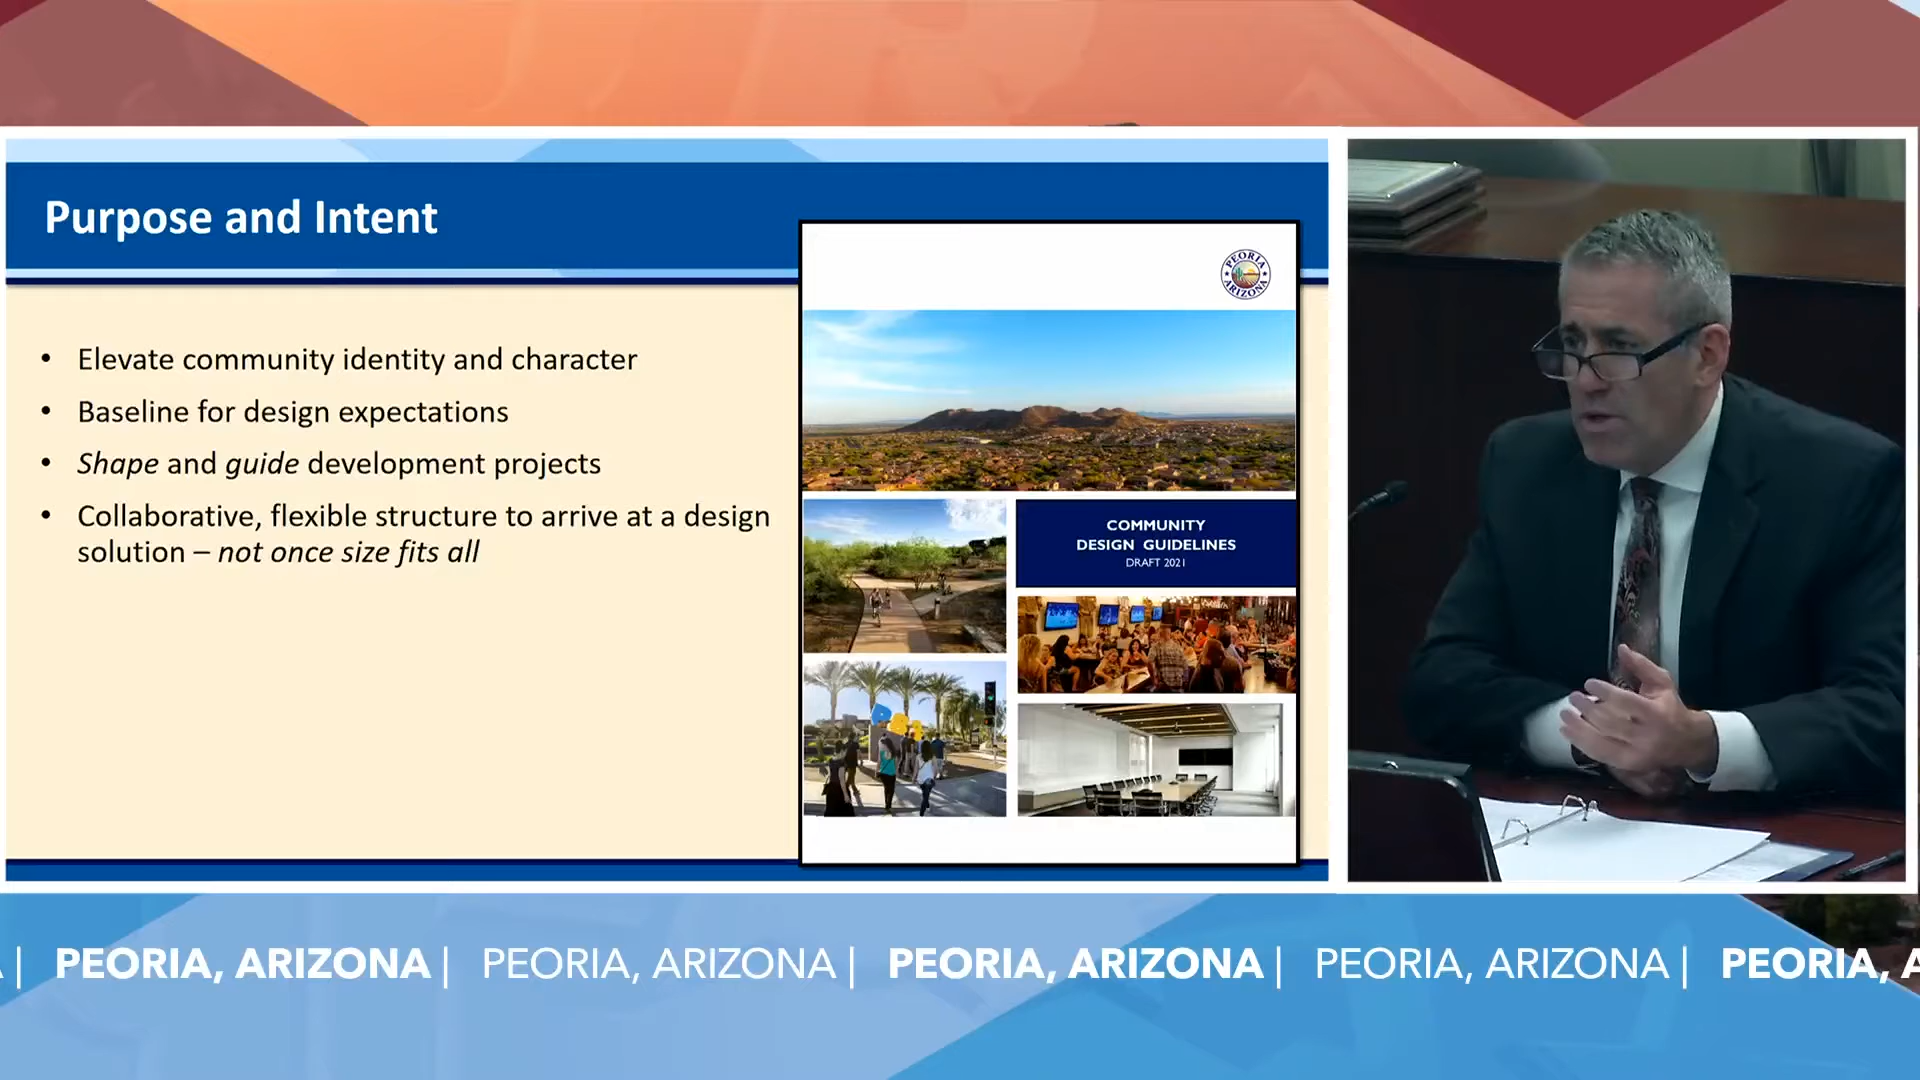 Purpose and Intent
• Elevate community identity and character
• Baseline for design expectations
• Shape and guide development projects
• Collaborative, flexible structure to arrive at a design
solution – not once size fits all
PEORIA
ARIZONA
COMMUNITY
DESIGN GUIDELINES
DRAFT 2021
| PEORIA, ARIZONA | PEORIA, ARIZONA | PEORIA, ARIZONA | PEORIA, ARIZONA | PEORIA, A